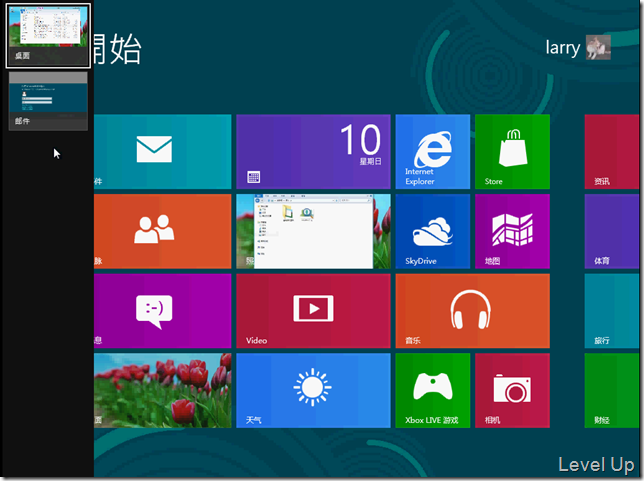 桌面
邮件
開始
larry
件
10
星期日
Internet
Explorer
Store
资讯
脉
SkyDrive
地图
体育
息
Video
音乐
旅行
面
天气
Xbox LIVE 游戏
相机
财经
Level Up